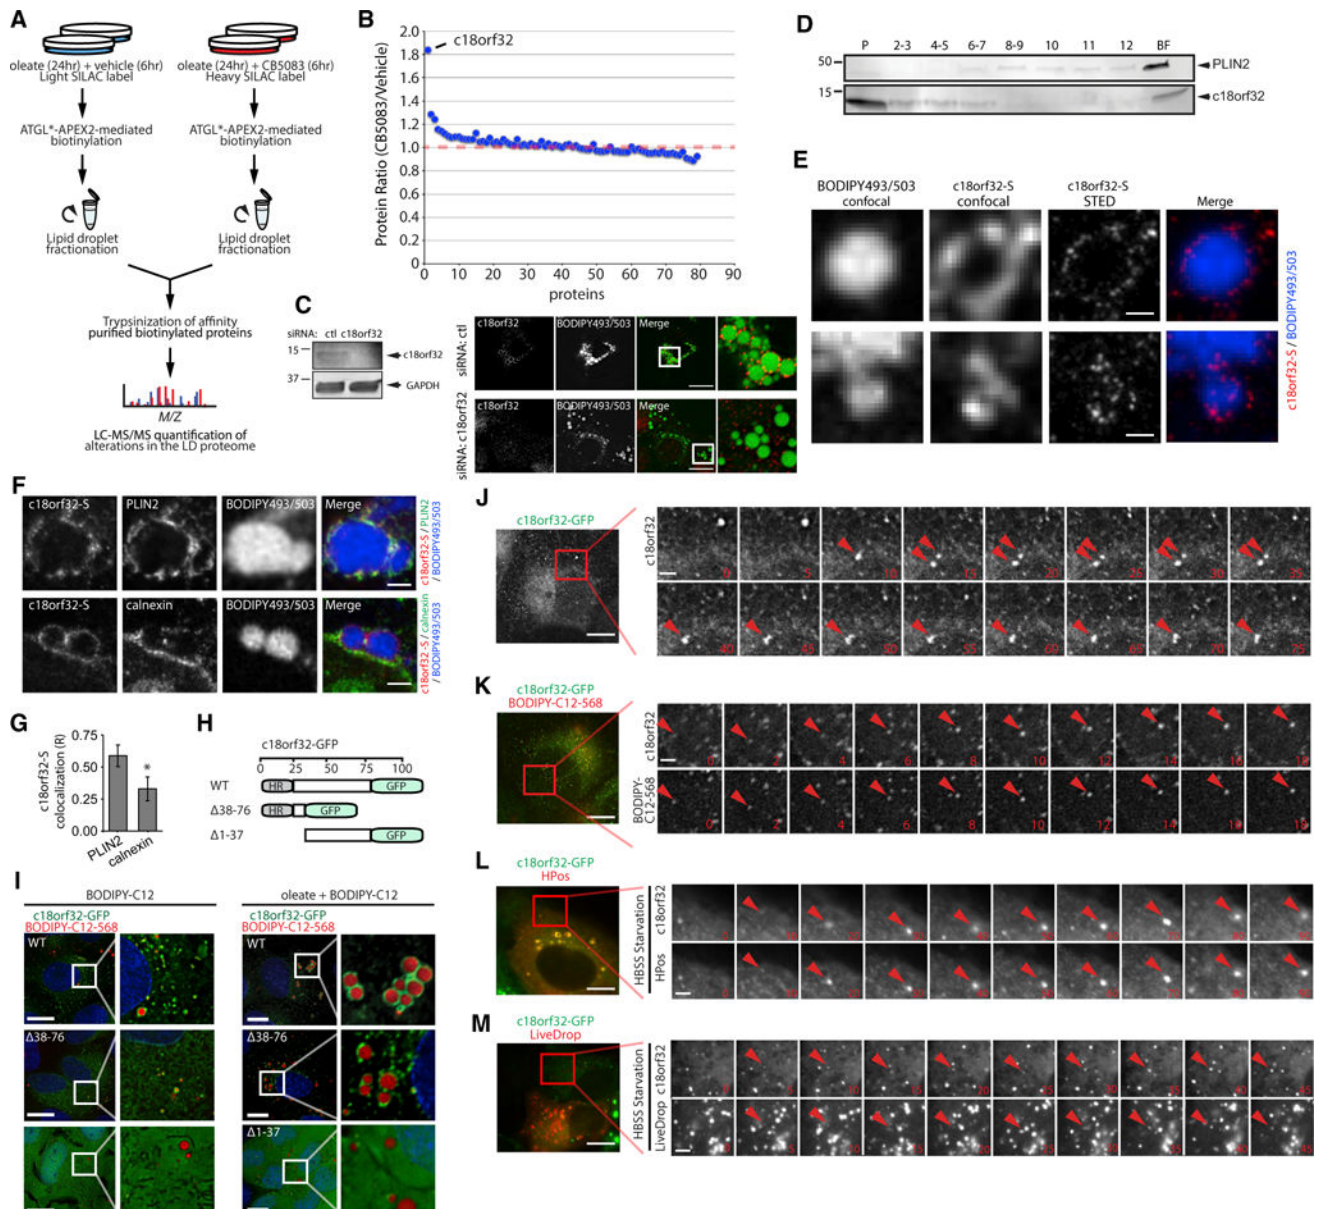 A
oleate (24hr) + vehicle (6hr)
Light SILAC label
oleate (24hr) + CB5083 (6hr)
Heavy SILAC label
ATGL*-APEX2-mediated
biotinylation
ATGL*-APEX2-mediated
biotinylation
Lipid droplet
fractionation
Lipid droplet
fractionation
Trypsinization of affinity
purified biotinylated proteins
M/Z
LC-MS/MS quantification of
alterations in the LD proteome
B
Protein Ratio (CB5083/Vehicle)
2.0
1.8
1.6
1.4
1.2
1.0
0.8
0.6
0.4
0.2
0
c18orf32
0 10 20 30 40 50 60 70 80 90
proteins
C
siRNA: ctl c18orf32
15
c18orf32
37
GAPDH
siRNA: ctl
c18orf32
BODIPY493/503
Merge
siRNA: c18orf32
c18orf32
BODIPY493/503
Merge
D
P 2-3 4-5 6-7 8-9 10 11 12 BF
50
PLIN2
15
c18orf32
E
BODIPY493/503
confocal
c18orf32-S
confocal
c18orf32-S
STED
Merge
c18orf32-S / BODIPY493/503
F
c18orf32-S
PLIN2
BODIPY493/503
Merge
c18orf32-S / PLIN2
/ BODIPY493/503
c18orf32-S
calnexin
BODIPY493/503
Merge
c18orf32-S / calnexin
/ BODIPY493/503
G
c18orf32-S
colocalization (R)
0.75
0.50
0.25
0.00
*
PLIN2
calnexin
H
c18orf32-GFP
0 25 50 75 100
WT
HR
GFP
Δ38-76
HR
GFP
Δ1-37
GFP
I
BODIPY-C12
c18orf32-GFP
BODIPY-C12-568
WT
Δ38-76
oleate + BODIPY-C12
c18orf32-GFP
BODIPY-C12-568
WT
Δ38-76
Δ1-37
J
c18orf32-GFP
c18orf32
0 5 10 15 20 25 30 35
40 45 50 55 60 65 70 75
K
c18orf32-GFP
BODIPY-C12-568
c18orf32
0 2 4 6 8 10 12 14 16 18
BODIPY-
C12-568
0 2 4 6 8 10 12 14 16 18
L
c18orf32-GFP
HPos
HBSS Starvation
c18orf32
HPos
M
c18orf32-GFP
LiveDrop
HBSS Starvation
c18orf32
LiveDrop